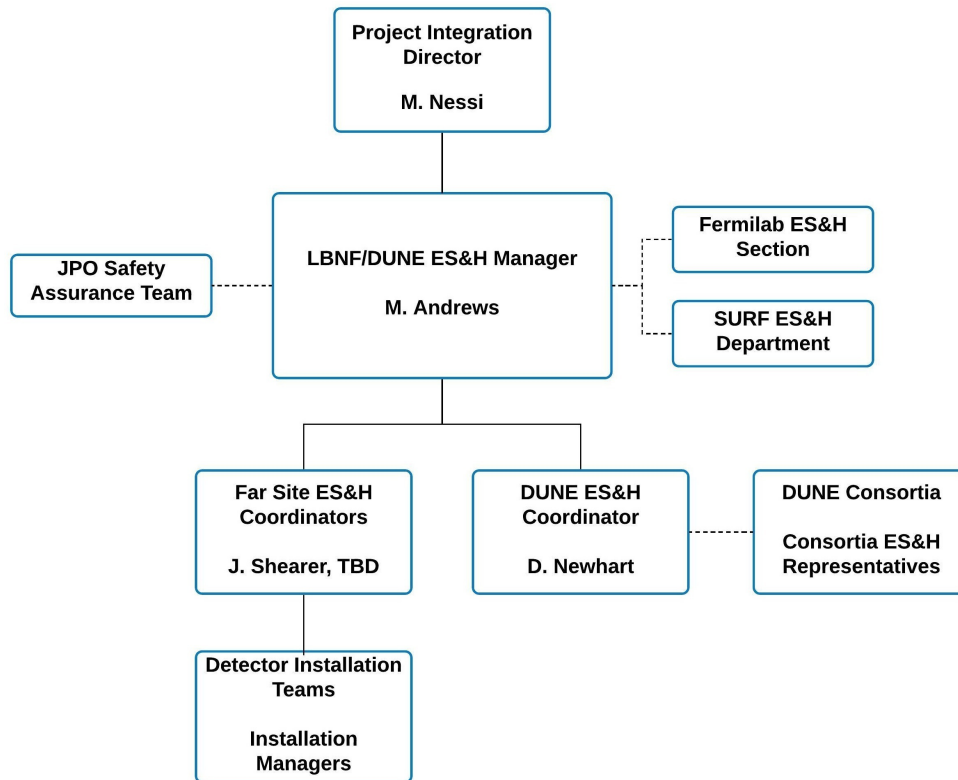 Project Integration
Director
M. Nessi
LBNF/DUNE ES&H Manager
M. Andrews
JPO Safety
Assurance Team
Fermilab ES&H
Section
SURF ES&H
Department
Far Site ES&H
Coordinators
J. Shearer, TBD
DUNE ES&H
Coordinator
D. Newhart
DUNE Consortia
Consortia ES&H
Representatives
Detector Installation
Teams
Installation
Managers